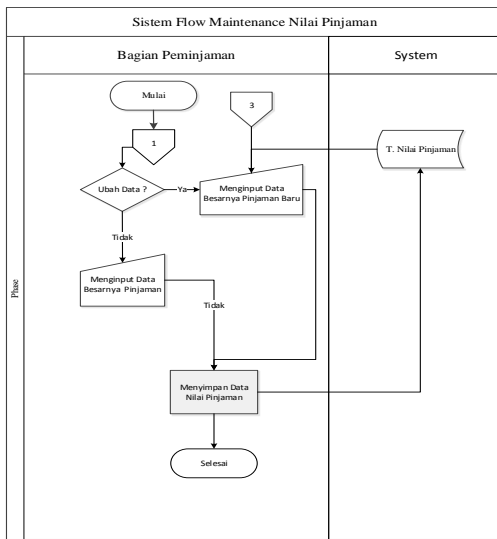 Sistem Flow Maintenance Nilai Pinjaman
Bagian Peminjaman
System
Phase
Mulai
3
1
T. Nilai Pinjaman
Ubah Data ?
Ya
Menginput Data
Besarnya Pinjaman Baru
Tidak
Menginput Data
Besarnya Pinjaman
Tidak
Menyimpan Data
Nilai Pinjaman
Selesai